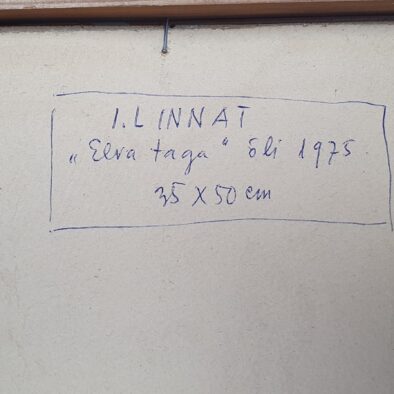 I. LINNAT
„Elva taga“ õli 1975.
35 X 50 cm